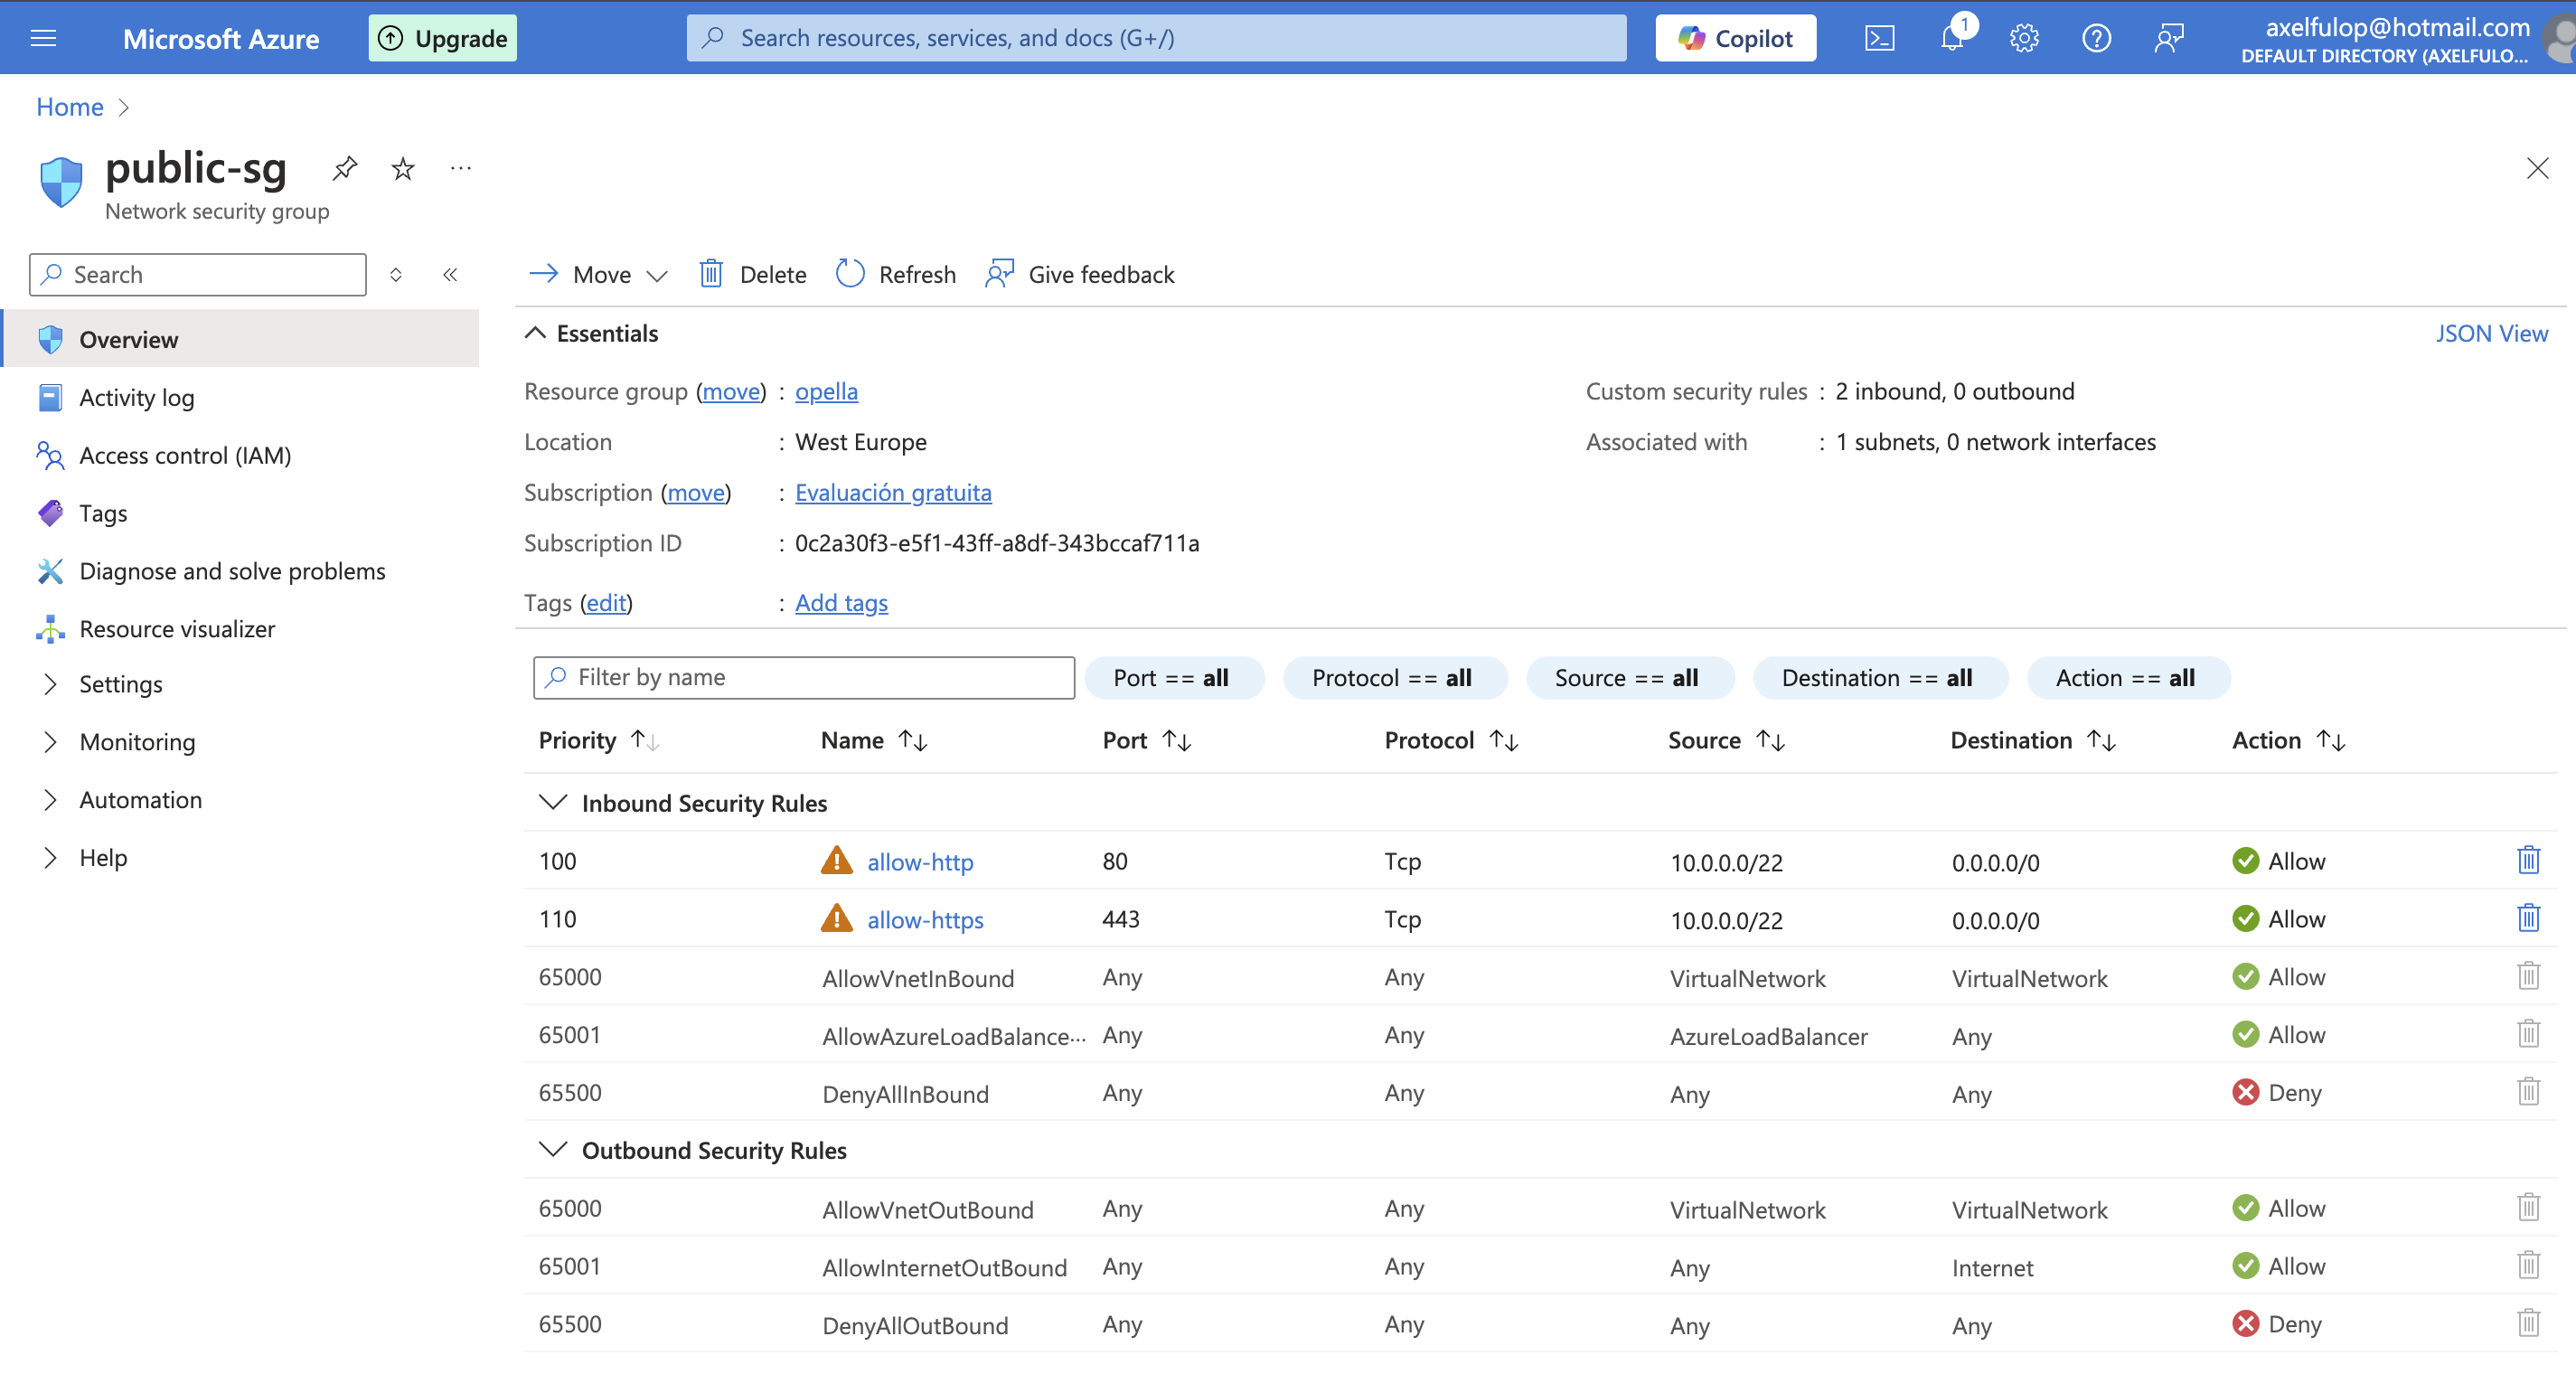 Microsoft Azure
Upgrade
Search resources, services, and docs (G+/)
Copilot
1
axelfulop@hotmail.com
DEFAULT DIRECTORY (AXELFULO...
Home
public-sg
Network security group
Search
Overview
Activity log
Access control (IAM)
Tags
Diagnose and solve problems
Resource visualizer
Settings
Monitoring
Automation
Help
Move
Delete
Refresh
Give feedback
Essentials
JSON View
Resource group (move) : opella
Location : West Europe
Subscription (move) : Evaluación gratuita
Subscription ID : 0c2a30f3-e5f1-43ff-a8df-343bccaf711a
Tags (edit) : Add tags
Custom security rules : 2 inbound, 0 outbound
Associated with : 1 subnets, 0 network interfaces
Filter by name
Port == all
Protocol == all
Source == all
Destination == all
Action == all
Priority Name Port Protocol Source Destination Action
Inbound Security Rules
100 allow-http 80 Tcp 10.0.0.0/22 0.0.0.0/0 Allow
110 allow-https 443 Tcp 10.0.0.0/22 0.0.0.0/0 Allow
65000 AllowVnetInBound Any Any VirtualNetwork VirtualNetwork Allow
65001 AllowAzureLoadBalance... Any Any AzureLoadBalancer Any Allow
65500 DenyAllInBound Any Any Any Any Deny
Outbound Security Rules
65000 AllowVnetOutBound Any Any VirtualNetwork VirtualNetwork Allow
65001 AllowInternetOutBound Any Any Any Internet Allow
65500 DenyAllOutBound Any Any Any Any Deny